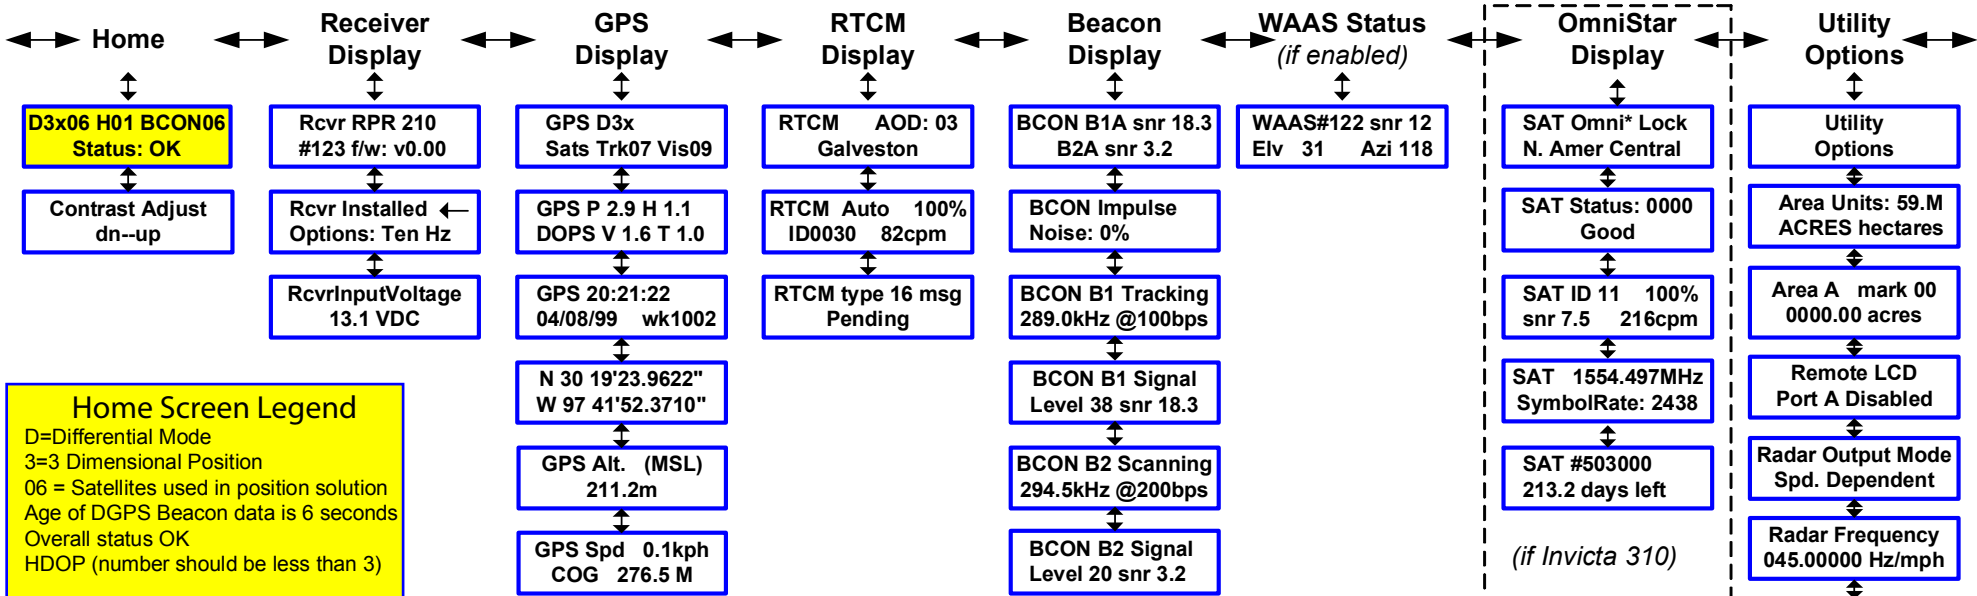 Home
Receiver
Display
GPS
Display
RTCM
Display
Beacon
Display
WAAS Status
(if enabled)
OmniStar
Display
Utility
Options
D3x06 H01 BCON06
Status: OK
Contrast Adjust
dn--up
Rcvr RPR 210
#123 f/w: v0.00
Rcvr Installed
Options: Ten Hz
RcvrInputVoltage
13.1 VDC
GPS D3x
Sats Trk07 Vis09
GPS P 2.9 H 1.1
DOPS V 1.6 T 1.0
GPS 20:21:22
04/08/99 wk1002
N 30 19'23.9622"
W 97 41'52.3710"
GPS Alt. (MSL)
211.2m
GPS Spd 0.1kph
COG 276.5 M
RTCM AOD: 03
Galveston
RTCM Auto 100%
ID0030 82cpm
RTCM type 16 msg
Pending
BCON B1A snr 18.3
B2A snr 3.2
BCON Impulse
Noise: 0%
BCON B1 Tracking
289.0kHz @100bps
BCON B1 Signal
Level 38 snr 18.3
BCON B2 Scanning
294.5kHz @200bps
BCON B2 Signal
Level 20 snr 3.2
WAAS#122 snr 12
Elv 31 Azi 118
SAT Omni* Lock
N. Amer Central
SAT Status: 0000
Good
SAT ID 11 100%
snr 7.5 216cpm
SAT 1554.497MHz
SymbolRate: 2438
SAT #503000
213.2 days left
(if Invicta 310)
Utility
Options
Area Units: 59.M
ACRES hectares
Area A mark 00
0000.00 acres
Remote LCD
Port A Disabled
Radar Output Mode
Spd. Dependent
Radar Frequency
045.00000 Hz/mph
Home Screen Legend
D=Differential Mode
3=3 Dimensional Position
06 = Satellites used in position solution
Age of DGPS Beacon data is 6 seconds
Overall status OK
HDOP (number should be less than 3)